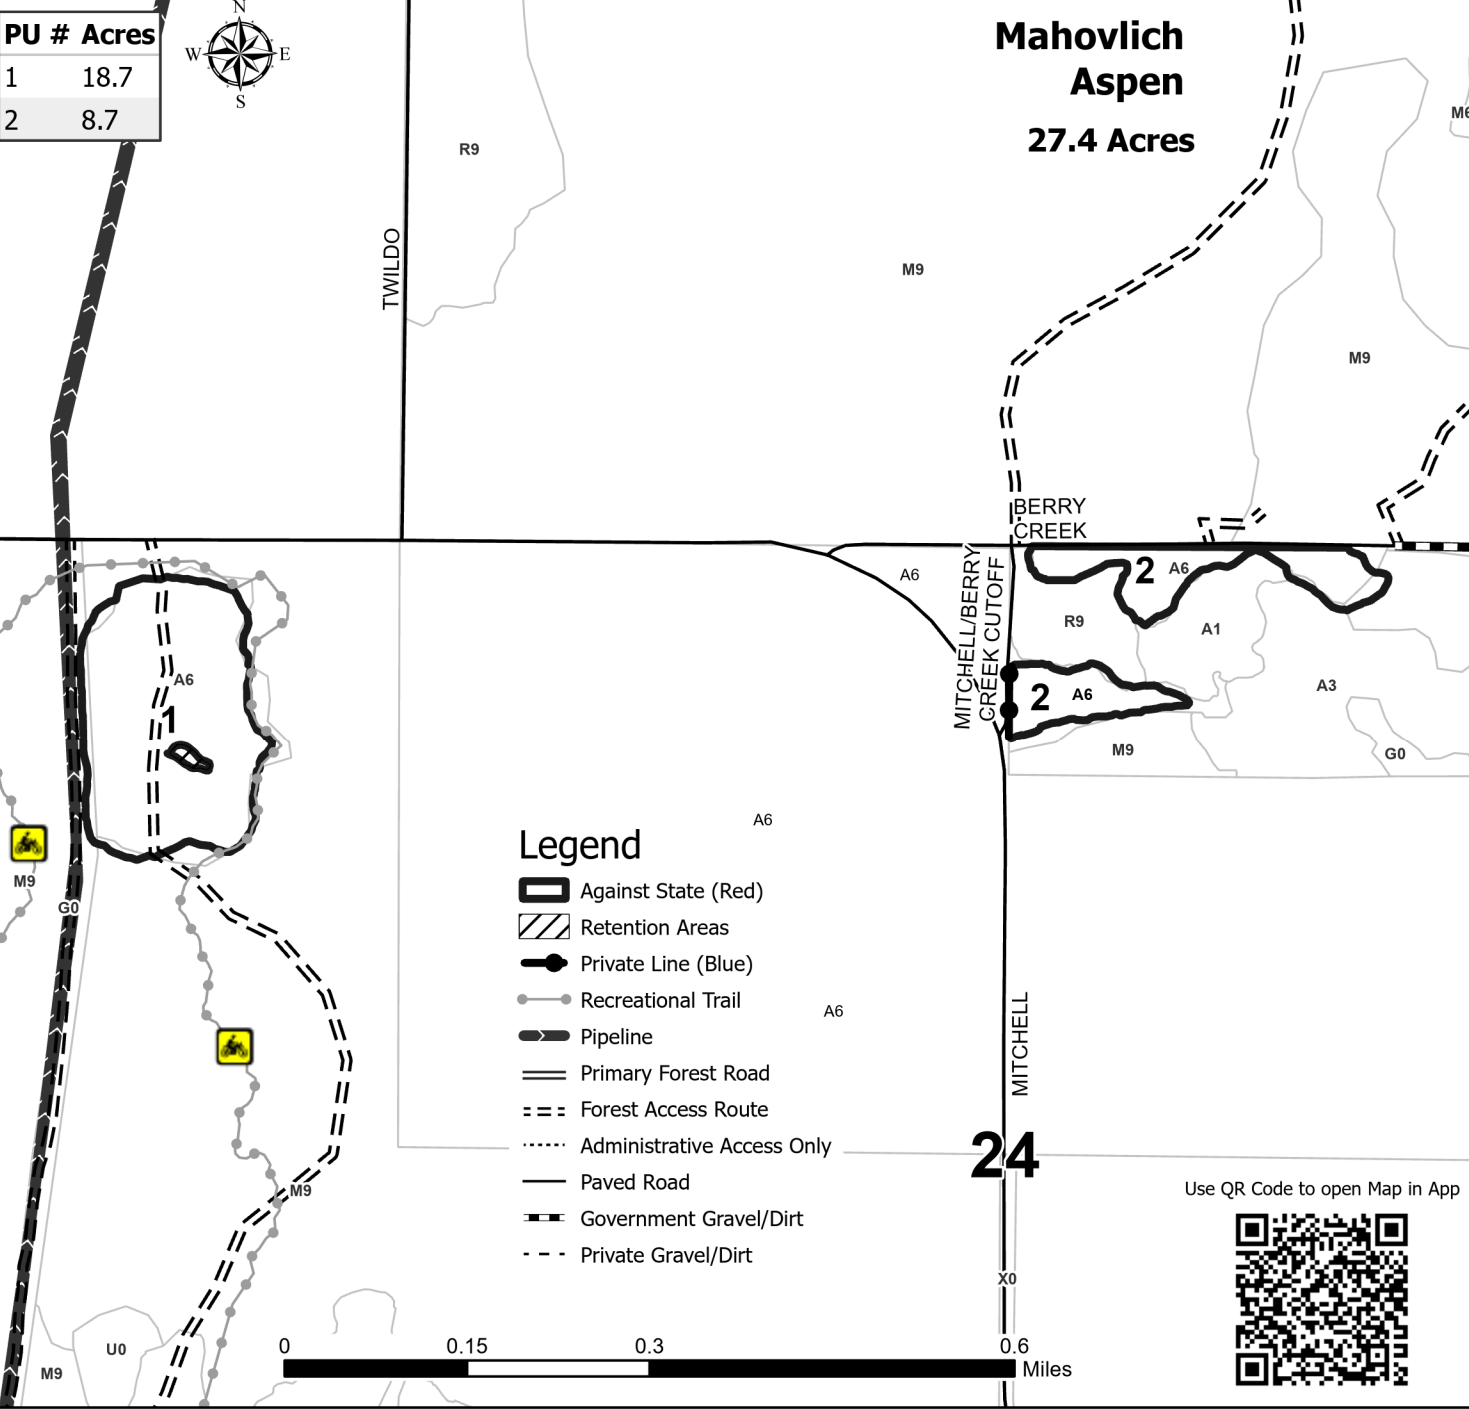 PU # Acres
1 18.7
2 8.7
N
W E
S
Mahovlich
Aspen
27.4 Acres
R9
TWILDO
M9
M9
BERRY
CREEK
MITCHELL/BERRY
CREEK CUTOFF
A6
2
A6
R9
A1
A3
2
A6
M9
G0
A6
1
M9
G0
A6
A6
Legend
Against State (Red)
Retention Areas
Private Line (Blue)
Recreational Trail
Pipeline
Primary Forest Road
Forest Access Route
Administrative Access Only
Paved Road
Government Gravel/Dirt
Private Gravel/Dirt
MITCHELL
24
M9
X0
U0
M9
Use QR Code to open Map in App
0 0.15 0.3 0.6
Miles